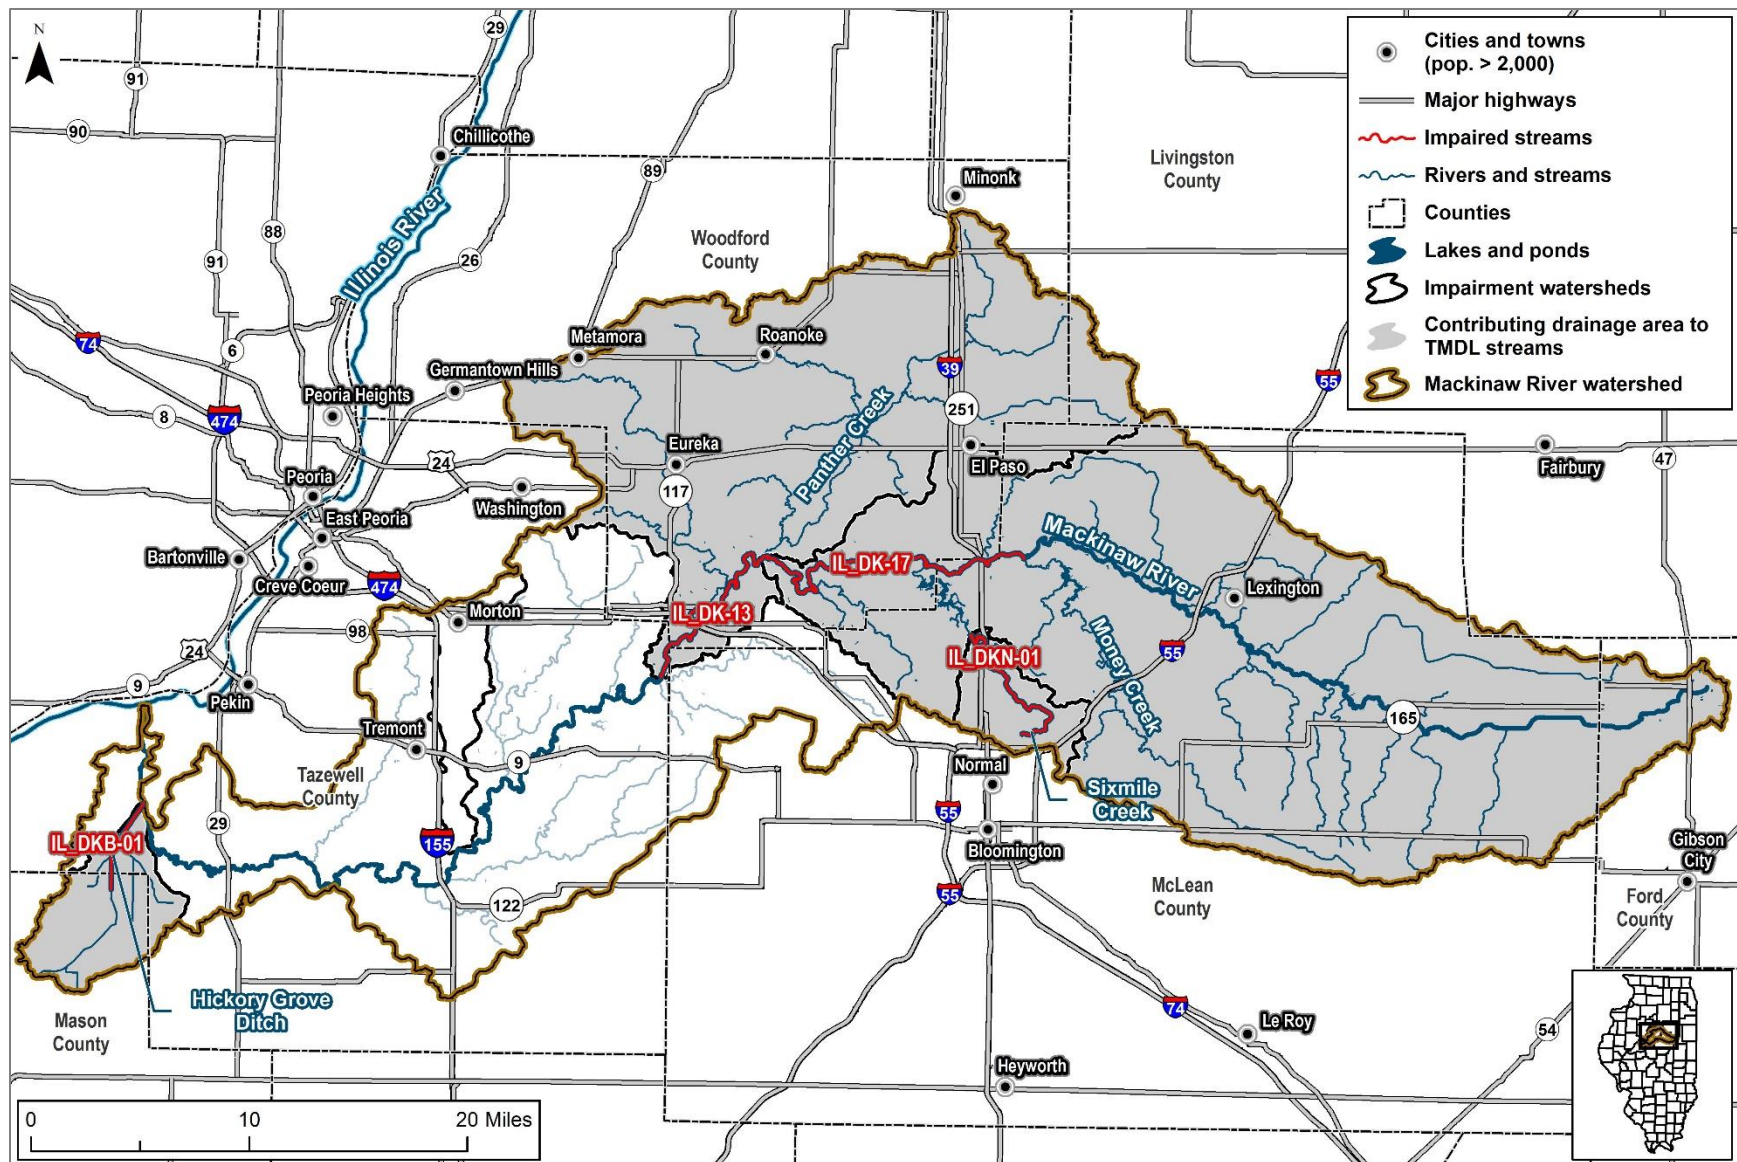 N
29
91
90
Chillicothe
89
Livingston
County
Minonk
Illinois River
88
91
26
Woodford
County
Cities and towns
(pop. > 2,000)
Major highways
Impaired streams
Rivers and streams
Counties
Lakes and ponds
Impairment watersheds
Contributing drainage area to
TMDL streams
Mackinaw River watershed
74
6
Metamora
Roanoke
39
55
Germantown Hills
Peoria Heights
8
474
251
Panther Creek
24
Eureka
El Paso
Fairbury
47
Peoria
Washington
117
East Peoria
Bartonville
Creve Coeur
474
Mackinaw River
IL_DK-17
Lexington
IL_DK-13
Morton
98
Money Creek
24
IL_DKN-01
55
9
Pekin
165
Tremont
9
Tazewell
County
Normal
Sixmile
Creek
29
155
55
IL_DKB-01
Bloomington
Gibson
City
122
55
McLean
County
Ford
County
Hickory Grove
Ditch
Mason
County
74
Le Roy
54
Heyworth
0
10
20 Miles